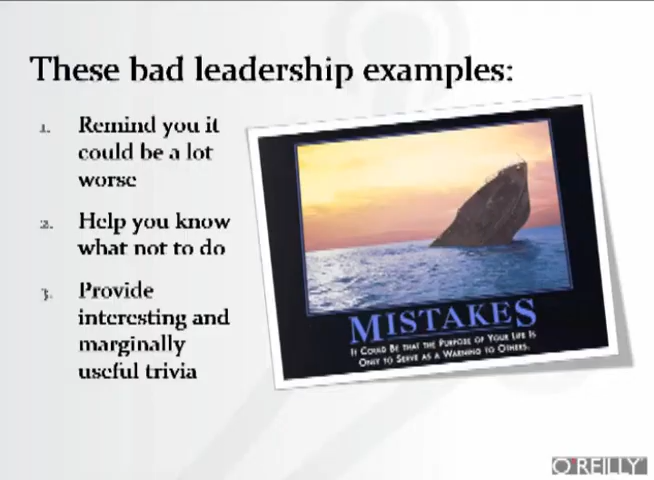 These bad leadership examples:
1. Remind you it
could be a lot
worse
2. Help you know
what not to do
3. Provide
interesting and
marginally
useful trivia
MISTAKES
IT COULD BE THAT THE PURPOSE OF YOUR LIFE IS
ONLY TO SERVE AS A WARNING TO OTHERS.
O'REILLY